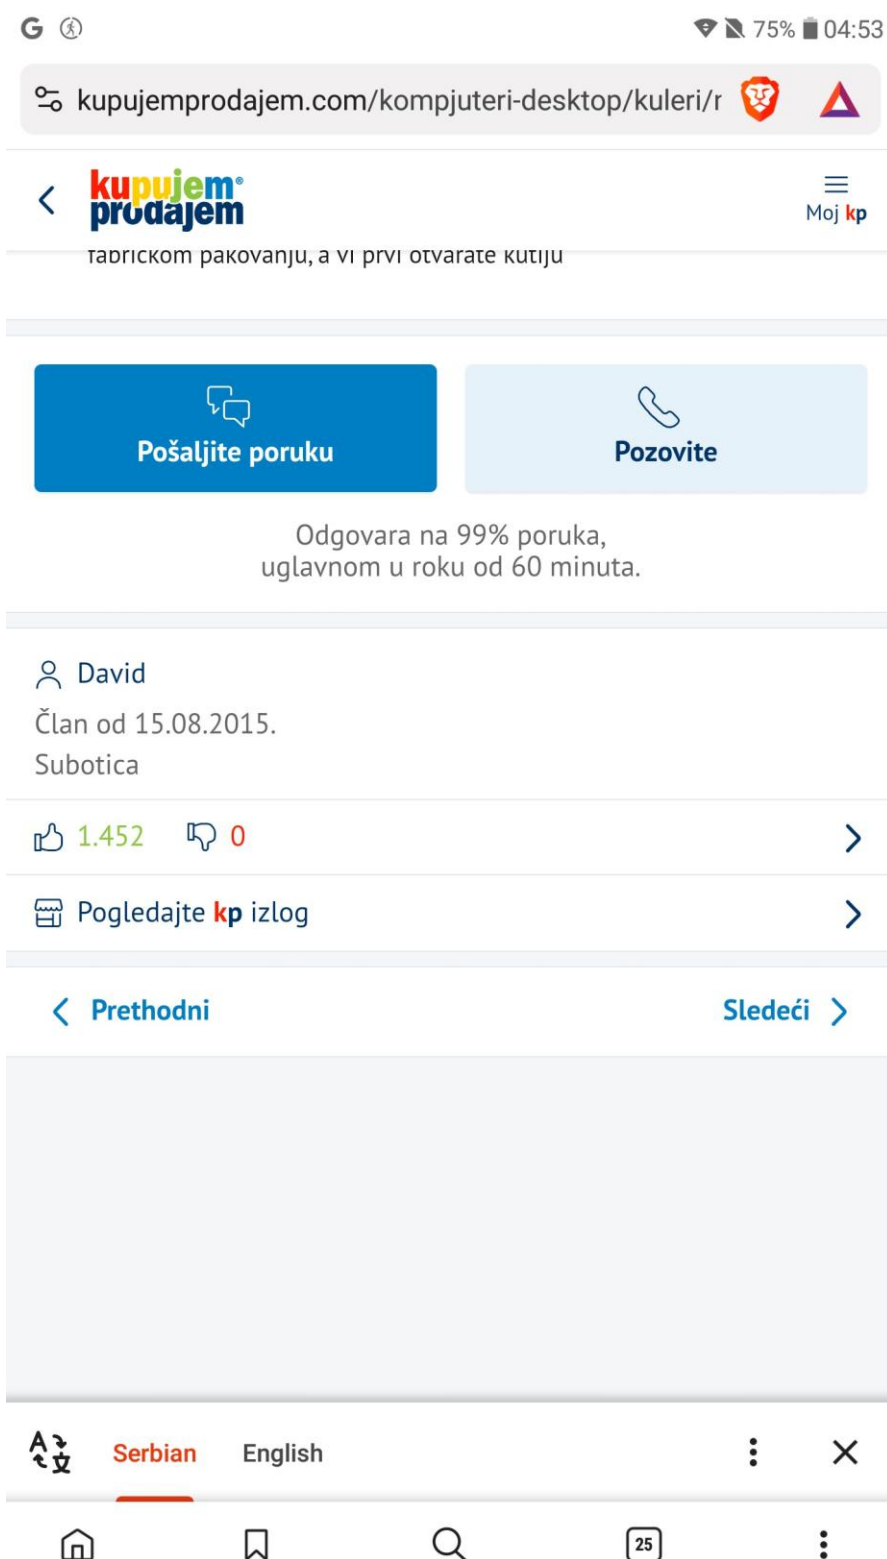 G 75% 04:53
kupujemprodajem.com/kompjuteri-desktop/kuleri/r
kupujem®
prodajem
Moj kp
fabričkom pakovanju, a vi prvi otvarate kutiju
Pošaljite poruku
Pozovite
Odgovara na 99% poruka,
uglavnom u roku od 60 minuta.
David
Član od 15.08.2015.
Subotica
1.452 0
Pogledajte kp izlog
Prethodni Sledeći
Serbian English
25